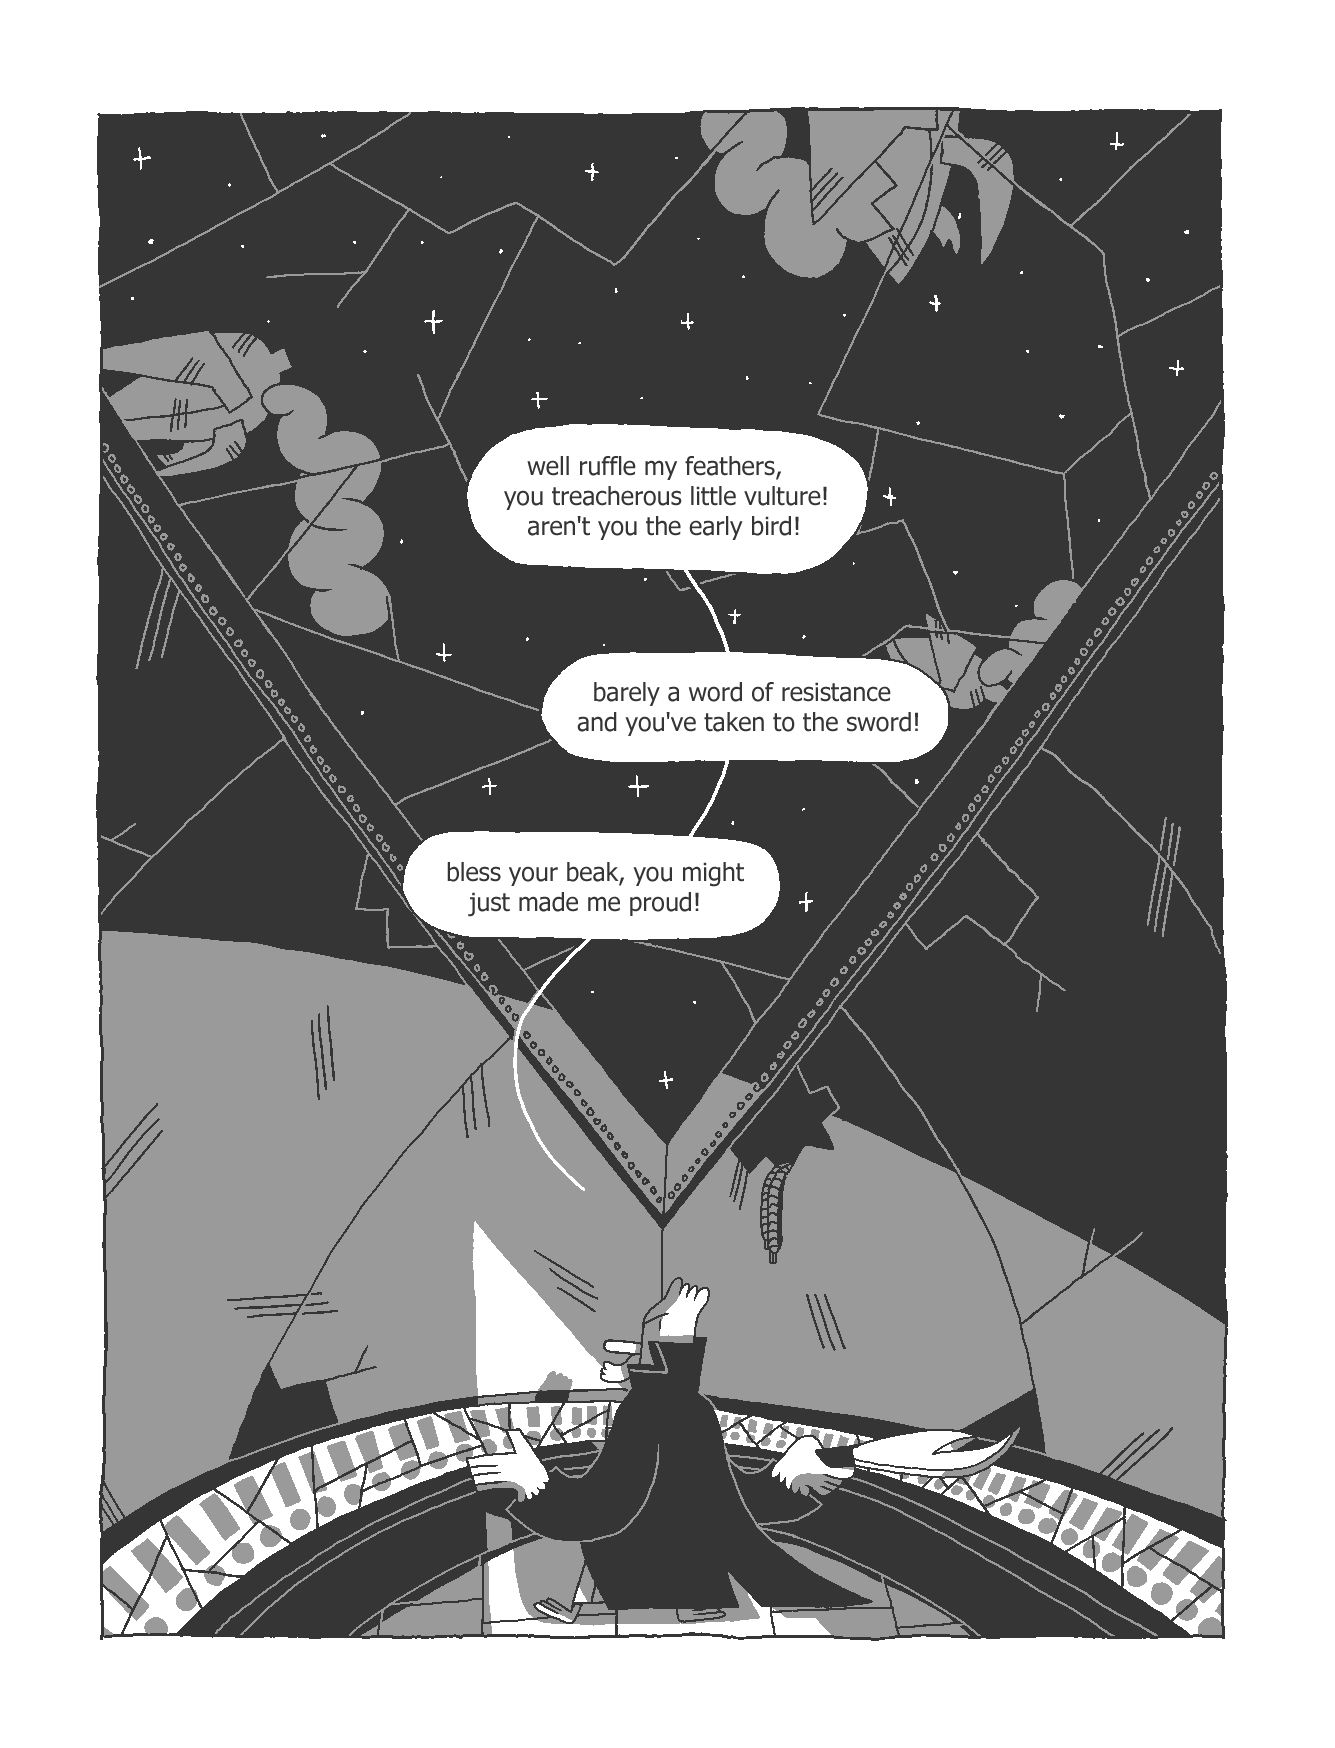 well ruffle my feathers,
you treacherous little vulture!
aren't you the early bird!
barely a word of resistance
and you've taken to the sword!
bless your beak, you might
just made me proud!